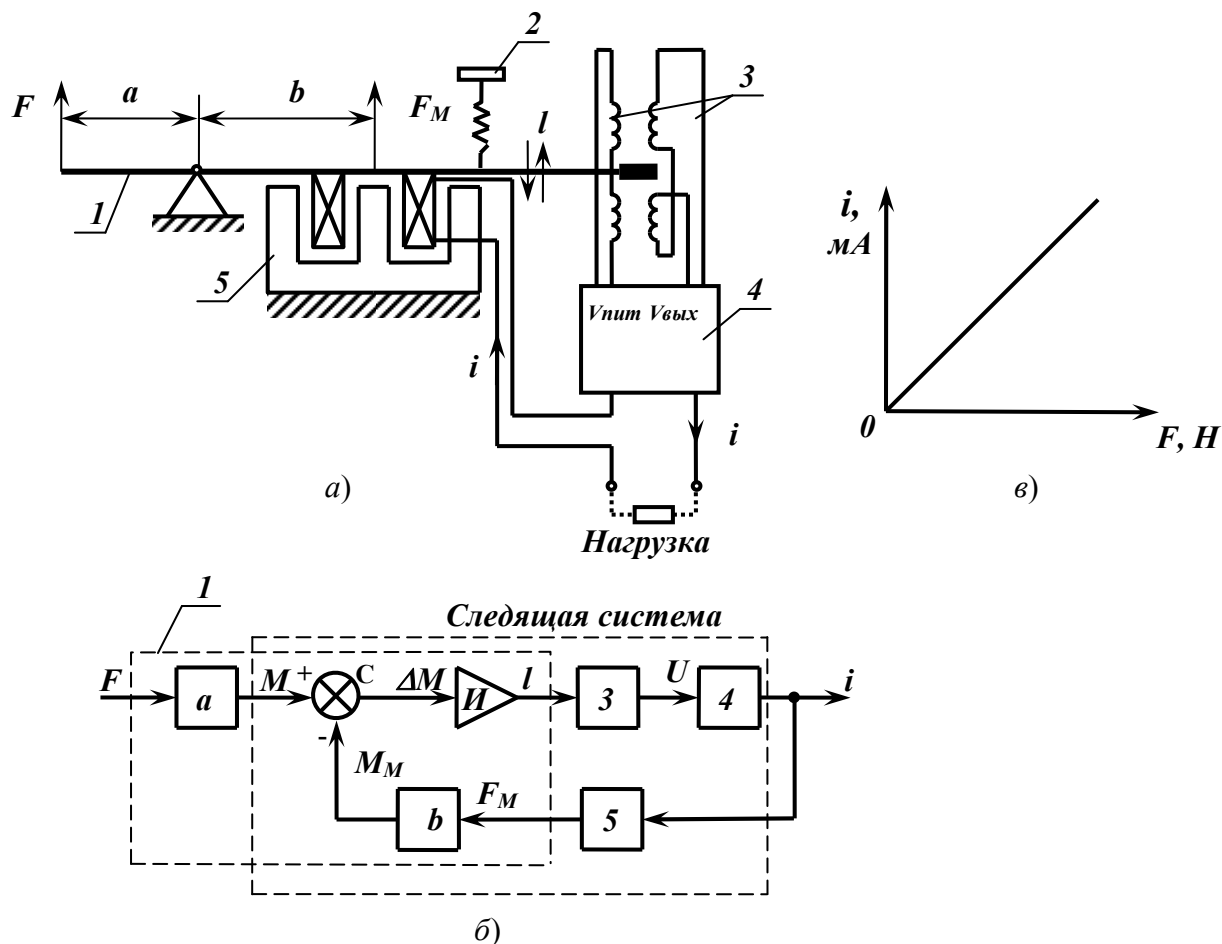 2
3
F
a
b
F_M
l
1
5
4
Vпит Vвых
i
i
Нагрузка
а)
i,
мА
0
F, Н
в)
1
Следящая система
F
a
M
+
С
ΔM
И
l
3
U
4
i
-
M_M
b
F_M
5
б)